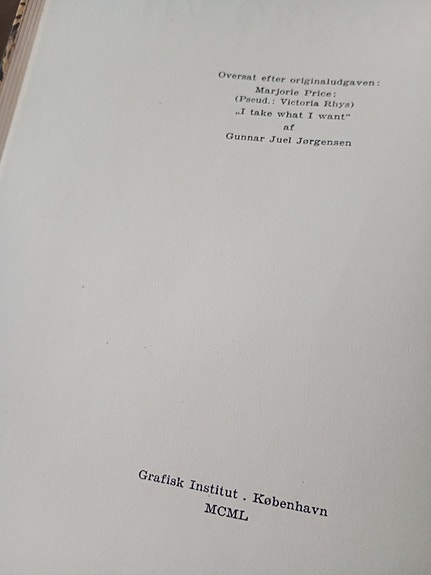 Oversat efter originaludgaven:
Marjorie Price:
(Pseud.: Victoria Rhys)
„I take what I want"
af
Gunnar Juel Jørgensen
Grafisk Institut . København
MCML